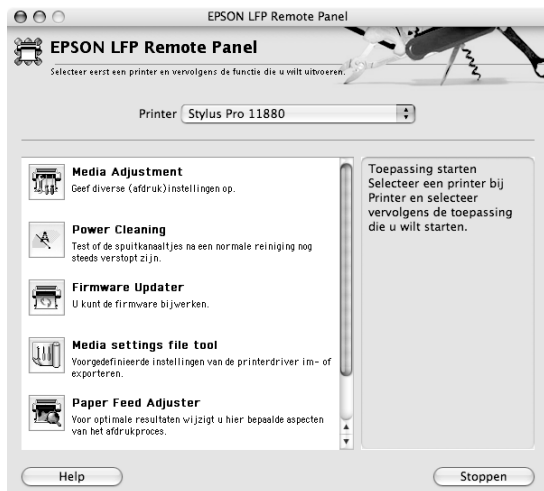 EPSON LFP Remote Panel
EPSON LFP Remote Panel
Selecteer eerst een printer en vervolgens de functie die u wilt uitvoeren.
Printer Stylus Pro 11880
Media Adjustment
Geef diverse (afdruk)instellingen op.
Power Cleaning
Test of de spuitkanaaltjes na een normale reiniging nog
steeds verstopt zijn.
Firmware Updater
U kunt de firmware bijwerken.
Media settings file tool
Voorgedefinieerde instellingen van de printerdriver im- of
exporteren.
Paper Feed Adjuster
Voor optimale resultaten wijzigt u hier bepaalde aspecten
van het afdrukproces.
Toepassing starten
Selecteer een printer bij
Printer en selecteer
vervolgens de toepassing
die u wilt starten.
Help
Stoppen